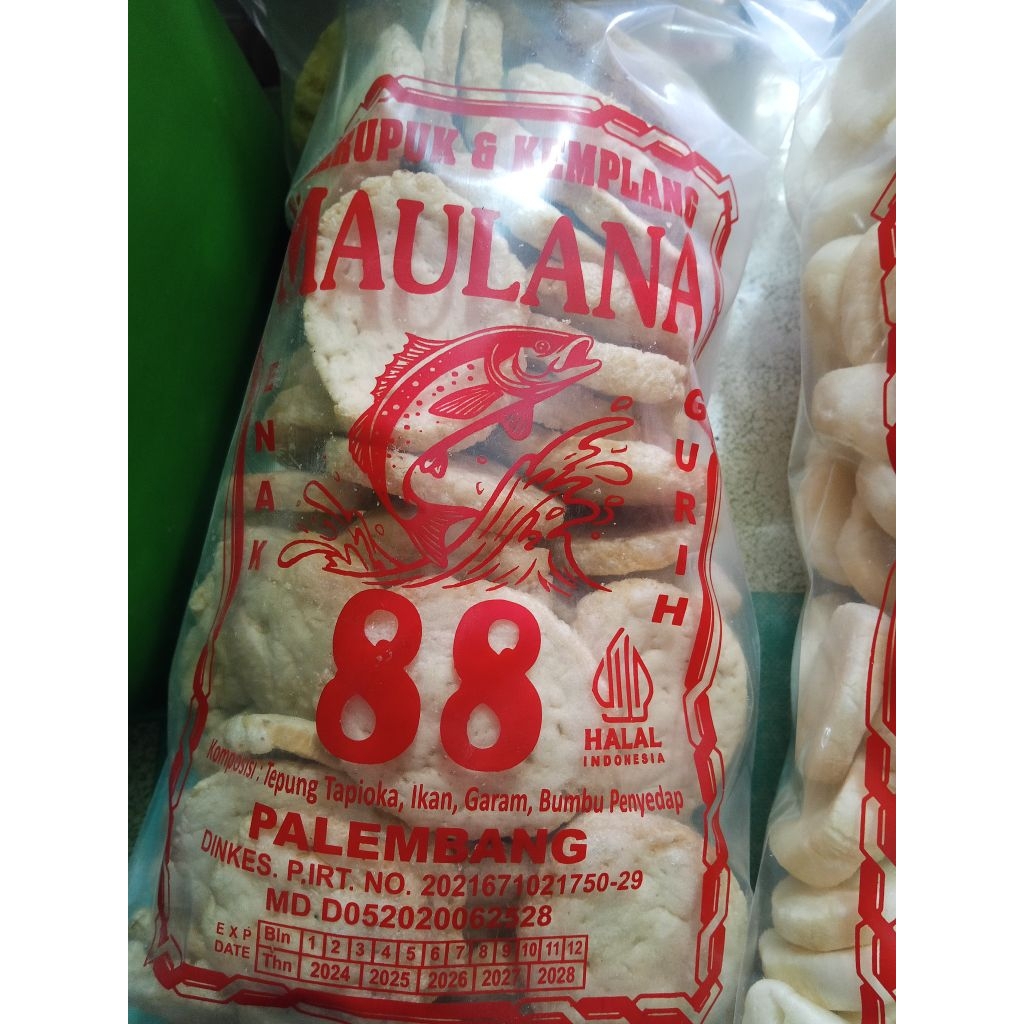 KERUPUK & KEMPLANG
MAULANA
ENAK
GURIH
88
HALAL
INDONESIA
Komposisi : Tepung Tapioka, Ikan, Garam, Bumbu Penyedap
PALEMBANG
DINKES. P.IRT. NO. 2021671021750-29
MD.D052020062528
EXP DATE
Bln 1 2 3 4 5 6 7 8 9 10 11 12
Thn 2024 2025 2026 2027 2028